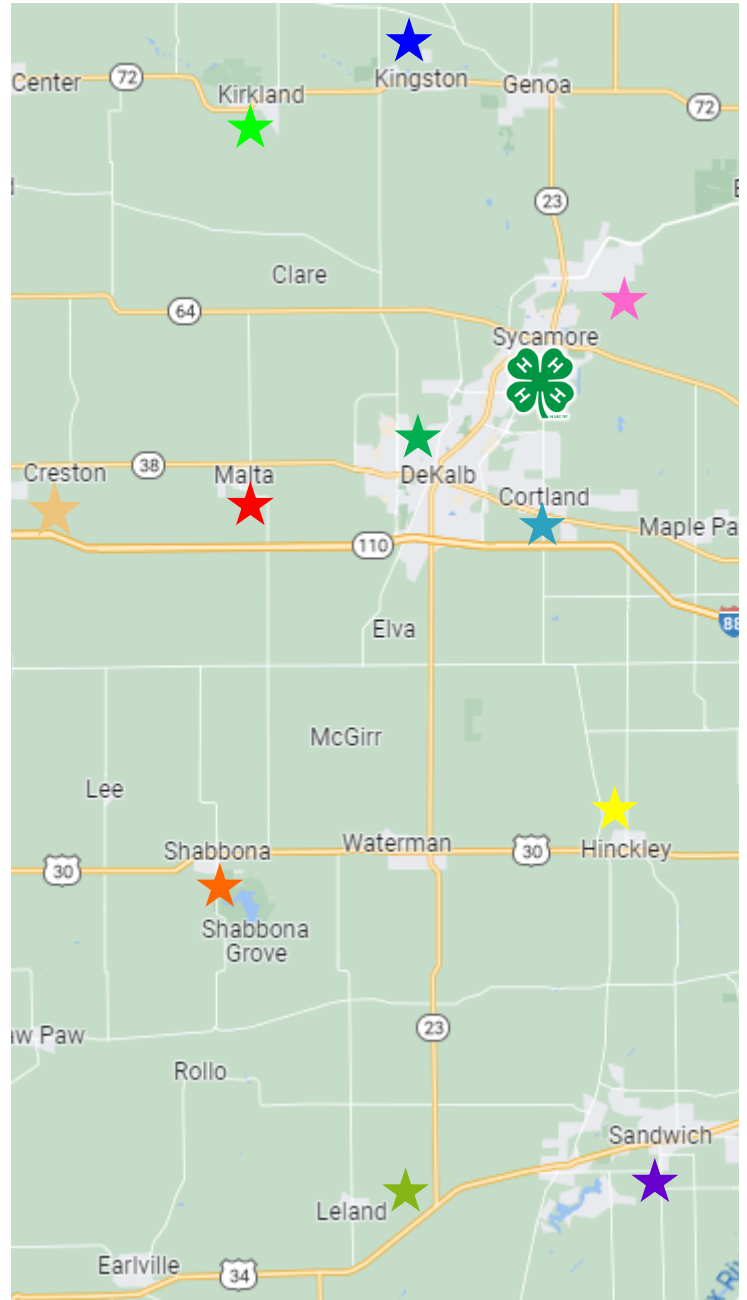 Kingston
Center
72
Genoa
Kirkland
72
23
Clare
64
Sycamore
H H
H H
38
Creston
Malta
DeKalb
Cortland
Maple Pa
110
88
Elva
McGirr
Lee
Waterman
Shabbona
30
Hinckley
30
Shabbona
Grove
23
aw Paw
Rollo
Sandwich
Leland
Earlville
34
x Ri